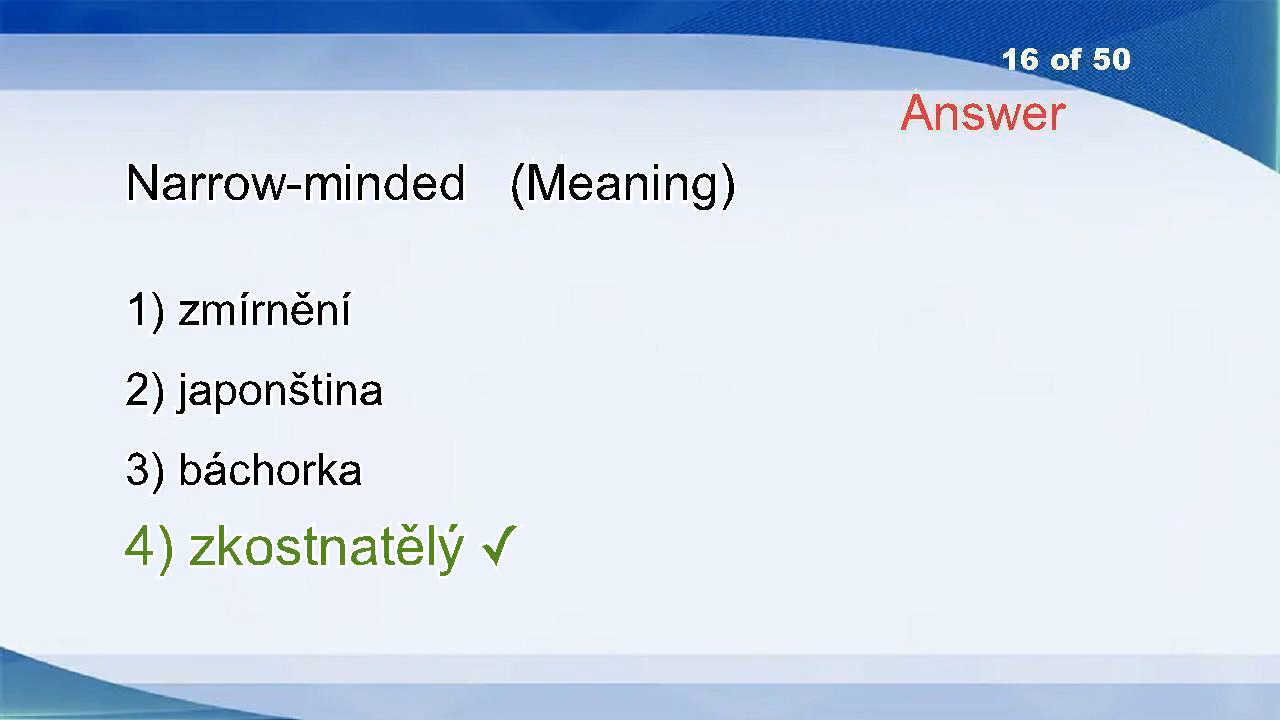 16 of 50
Answer
Narrow-minded (Meaning)
1) zmírnění
2) japonština
3) báchorka
4) zkostnatělý ✓